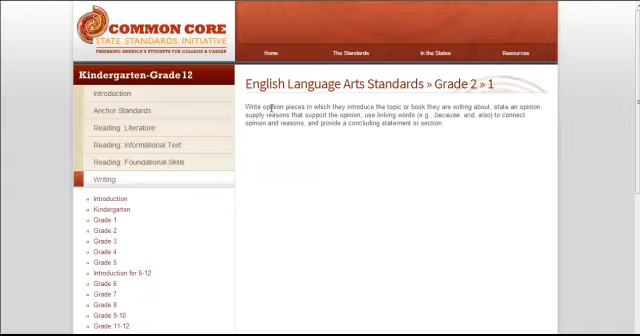 COMMON CORE
STATE STANDARDS INITIATIVE
PREPARING AMERICA'S STUDENTS FOR COLLEGE & CAREER
Home
The Standards
In the States
Resources
Kindergarten-Grade 12
Introduction
Anchor Standards
Reading: Literature
Reading: Informational Text
Reading: Foundational Skills
Writing
» Introduction
» Kindergarten
» Grade 1
» Grade 2
» Grade 3
» Grade 4
» Grade 5
» Introduction for 6-12
» Grade 6
» Grade 7
» Grade 8
» Grade 9-10
» Grade 11-12
English Language Arts Standards » Grade 2 » 1
Write opinion pieces in which they introduce the topic or book they are writing about, state an opinion,
supply reasons that support the opinion, use linking words (e.g., because, and, also) to connect
opinion and reasons, and provide a concluding statement or section.